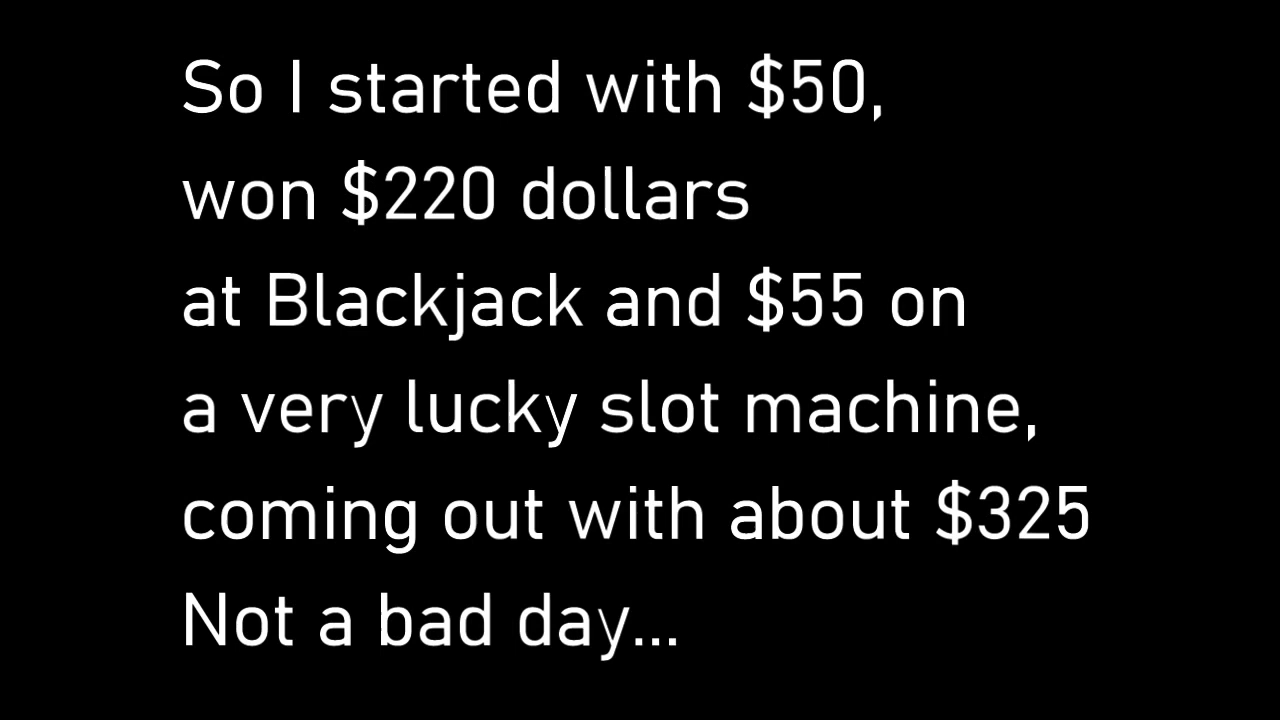 So I started with $50,
won $220 dollars
at Blackjack and $55 on
a very lucky slot machine,
coming out with about $325
Not a bad day...